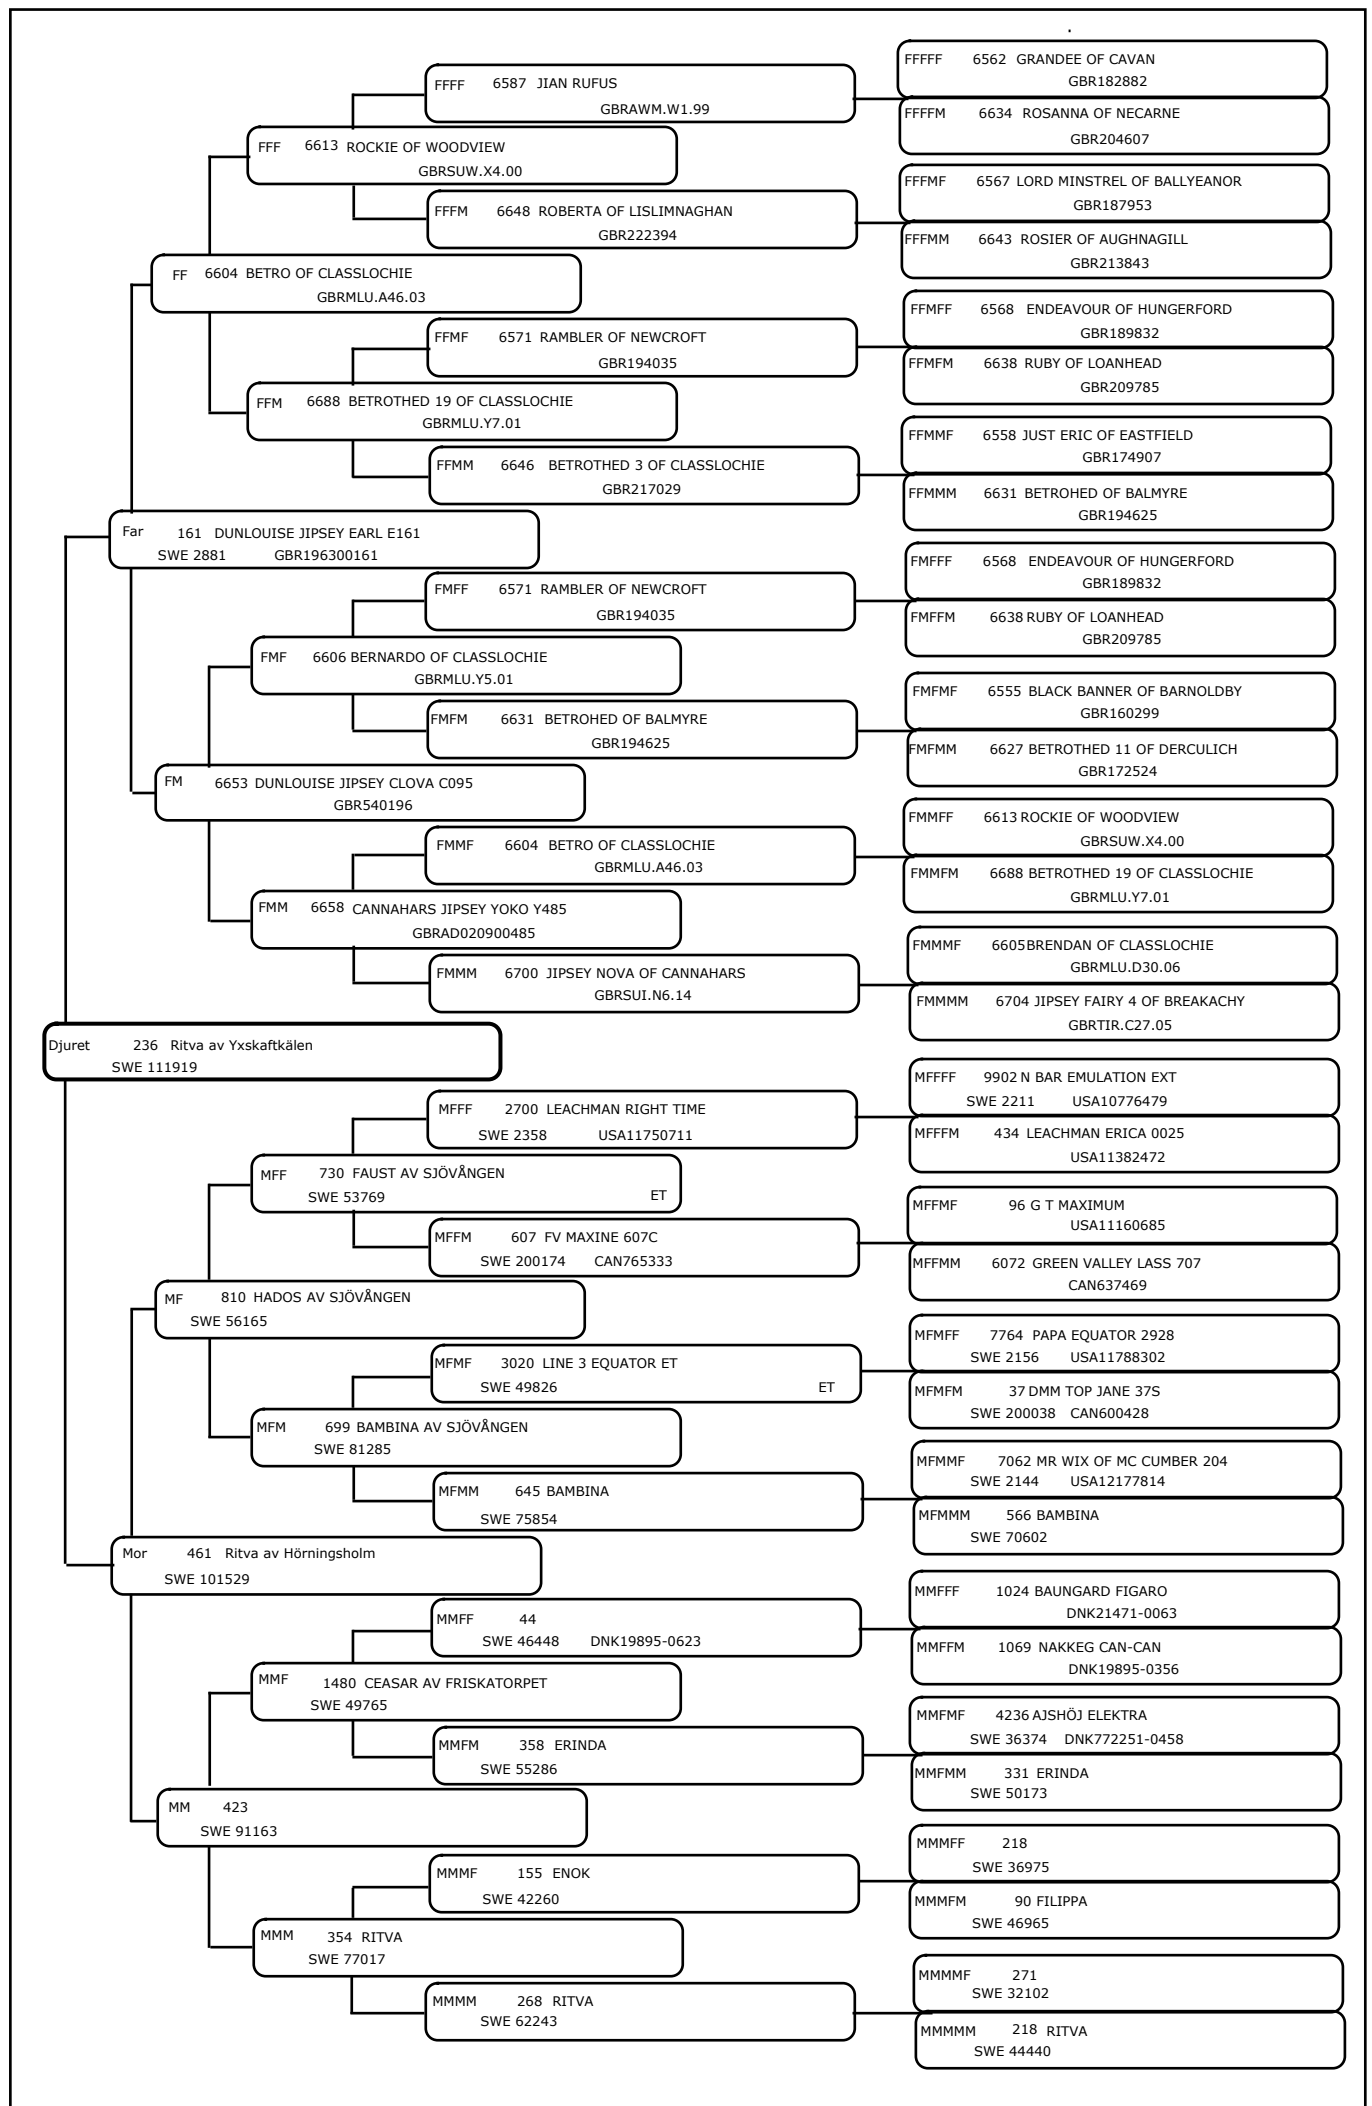 FFFFF 6562 GRANDEE OF CAVAN
GBR182882
FFFF 6587 JIAN RUFUS
GBRAWM.W1.99
FFFFM 6634 ROSANNA OF NECARNE
GBR204607
FFF 6613 ROCKIE OF WOODVIEW
GBRSUW.X4.00
FFFMF 6567 LORD MINSTREL OF BALLYEANOR
GBR187953
FFFM 6648 ROBERTA OF LISLIMNAGHAN
GBR222394
FFFMM 6643 ROSIER OF AUGHNAGILL
GBR213843
FF 6604 BETRO OF CLASSLOCHIE
GBRMLU.A46.03
FFMFF 6568 ENDEAVOUR OF HUNGERFORD
GBR189832
FFMF 6571 RAMBLER OF NEWCROFT
GBR194035
FFMFM 6638 RUBY OF LOANHEAD
GBR209785
FFM 6688 BETROTHED 19 OF CLASSLOCHIE
GBRMLU.Y7.01
FFMMF 6558 JUST ERIC OF EASTFIELD
GBR174907
FFMM 6646 BETROTHED 3 OF CLASSLOCHIE
GBR217029
FFMMM 6631 BETROHED OF BALMYRE
GBR194625
Far 161 DUNLOUISE JIPSEY EARL E161
SWE 2881 GBR196300161
FMFFF 6568 ENDEAVOUR OF HUNGERFORD
GBR189832
FMFF 6571 RAMBLER OF NEWCROFT
GBR194035
FMFFM 6638 RUBY OF LOANHEAD
GBR209785
FMF 6606 BERNARDO OF CLASSLOCHIE
GBRMLU.Y5.01
FMFMF 6555 BLACK BANNER OF BARNOLDBY
GBR160299
FMFM 6631 BETROHED OF BALMYRE
GBR194625
FMFMM 6627 BETROTHED 11 OF DERCULICH
GBR172524
FM 6653 DUNLOUISE JIPSEY CLOVA C095
GBR540196
FMMFF 6613 ROCKIE OF WOODVIEW
GBRSUW.X4.00
FMMF 6604 BETRO OF CLASSLOCHIE
GBRMLU.A46.03
FMMFM 6688 BETROTHED 19 OF CLASSLOCHIE
GBRMLU.Y7.01
FMM 6658 CANNAHARS JIPSEY YOKO Y485
GBRAD020900485
FMMMF 6605 BRENDAN OF CLASSLOCHIE
GBRMLU.D30.06
FMMM 6700 JIPSEY NOVA OF CANNAHARS
GBRSUI.N6.14
FMMMM 6704 JIPSEY FAIRY 4 OF BREAKACHY
GBRTIR.C27.05
Djuret 236 Ritva av Yxskaftkälen
SWE 111919
MFFFF 9902 N BAR EMULATION EXT
SWE 2211 USA10776479
MFFF 2700 LEACHMAN RIGHT TIME
SWE 2358 USA11750711
MFFFM 434 LEACHMAN ERICA 0025
USA11382472
MFF 730 FAUST AV SJÖVÅNGEN
SWE 53769 ET
MFFMF 96 G T MAXIMUM
USA11160685
MFFM 607 FV MAXINE 607C
SWE 200174 CAN765333
MFFMM 6072 GREEN VALLEY LASS 707
CAN637469
MF 810 HADOS AV SJÖVÅNGEN
SWE 56165
MFMFF 7764 PAPA EQUATOR 2928
SWE 2156 USA11788302
MFMF 3020 LINE 3 EQUATOR ET
SWE 49826 ET
MFMFM 37 DMM TOP JANE 37S
SWE 200038 CAN600428
MFM 699 BAMBINA AV SJÖVÅNGEN
SWE 81285
MFMMF 7062 MR WIX OF MC CUMBER 204
SWE 2144 USA12177814
MFMM 645 BAMBINA
SWE 75854
MFMMM 566 BAMBINA
SWE 70602
Mor 461 Ritva av Hörningsholm
SWE 101529
MMFFF 1024 BAUNGARD FIGARO
DNK21471-0063
MMFF 44
SWE 46448 DNK19895-0623
MMFFM 1069 NAKKEG CAN-CAN
DNK19895-0356
MMF 1480 CEASAR AV FRISKATORPET
SWE 49765
MMFMF 4236 AJSHÖJ ELEKTRA
SWE 36374 DNK772251-0458
MMFM 358 ERINDA
SWE 55286
MMFMM 331 ERINDA
SWE 50173
MM 423
SWE 91163
MMMFF 218
SWE 36975
MMMF 155 ENOK
SWE 42260
MMMFM 90 FILIPPA
SWE 46965
MMM 354 RITVA
SWE 77017
MMMMF 271
SWE 32102
MMMM 268 RITVA
SWE 62243
MMMMM 218 RITVA
SWE 44440